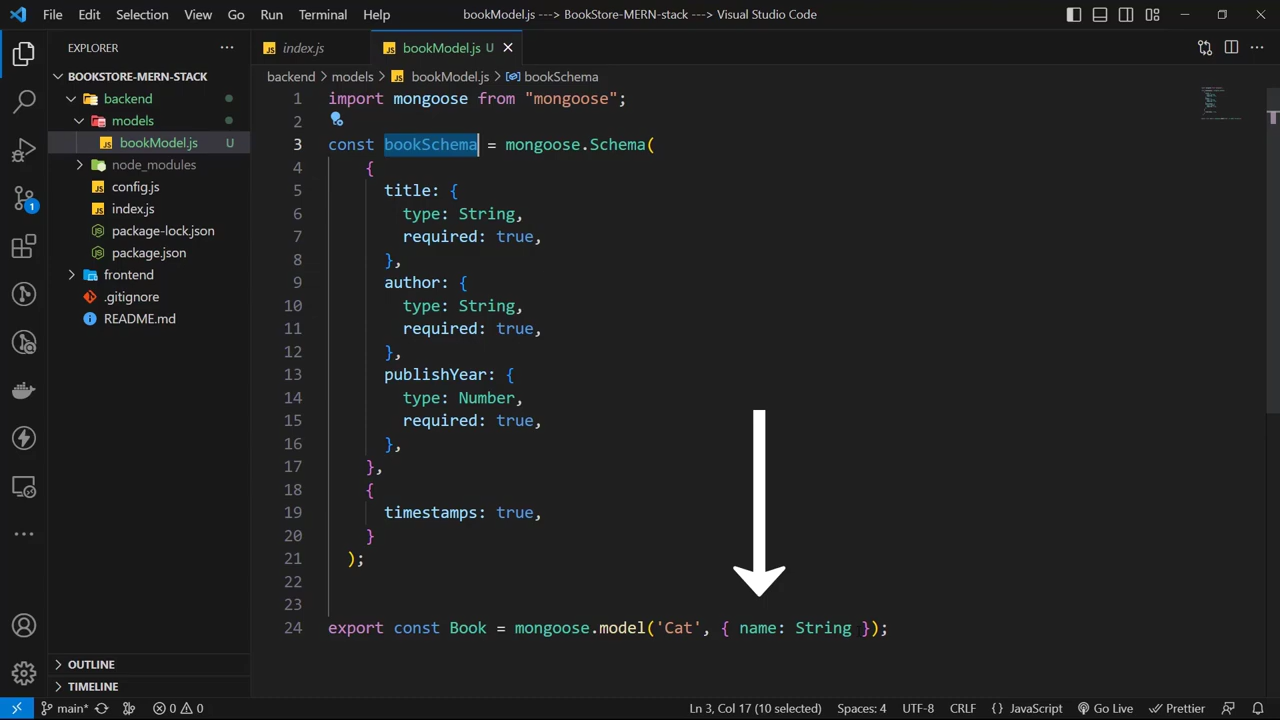 File Edit Selection View Go Run Terminal Help
bookModel.js ---> BookStore-MERN-stack ---> Visual Studio Code
EXPLORER
BOOKSTORE-MERN-STACK
backend
models
bookModel.js U
node_modules
config.js
index.js
package-lock.json
package.json
frontend
.gitignore
README.md
OUTLINE
TIMELINE
1
index.js
bookModel.js U
backend > models > bookModel.js > bookSchema
1 import mongoose from "mongoose";
2
3 const bookSchema = mongoose.Schema(
4 {
5 title: {
6 type: String,
7 required: true,
8 },
9 author: {
10 type: String,
11 required: true,
12 },
13 publishYear: {
14 type: Number,
15 required: true,
16 },
17 },
18 {
19 timestamps: true,
20 }
21 );
22
23
24 export const Book = mongoose.model('Cat', { name: String });
main* 0 0
Ln 3, Col 17 (10 selected) Spaces: 4 UTF-8 CRLF {} JavaScript Go Live Prettier